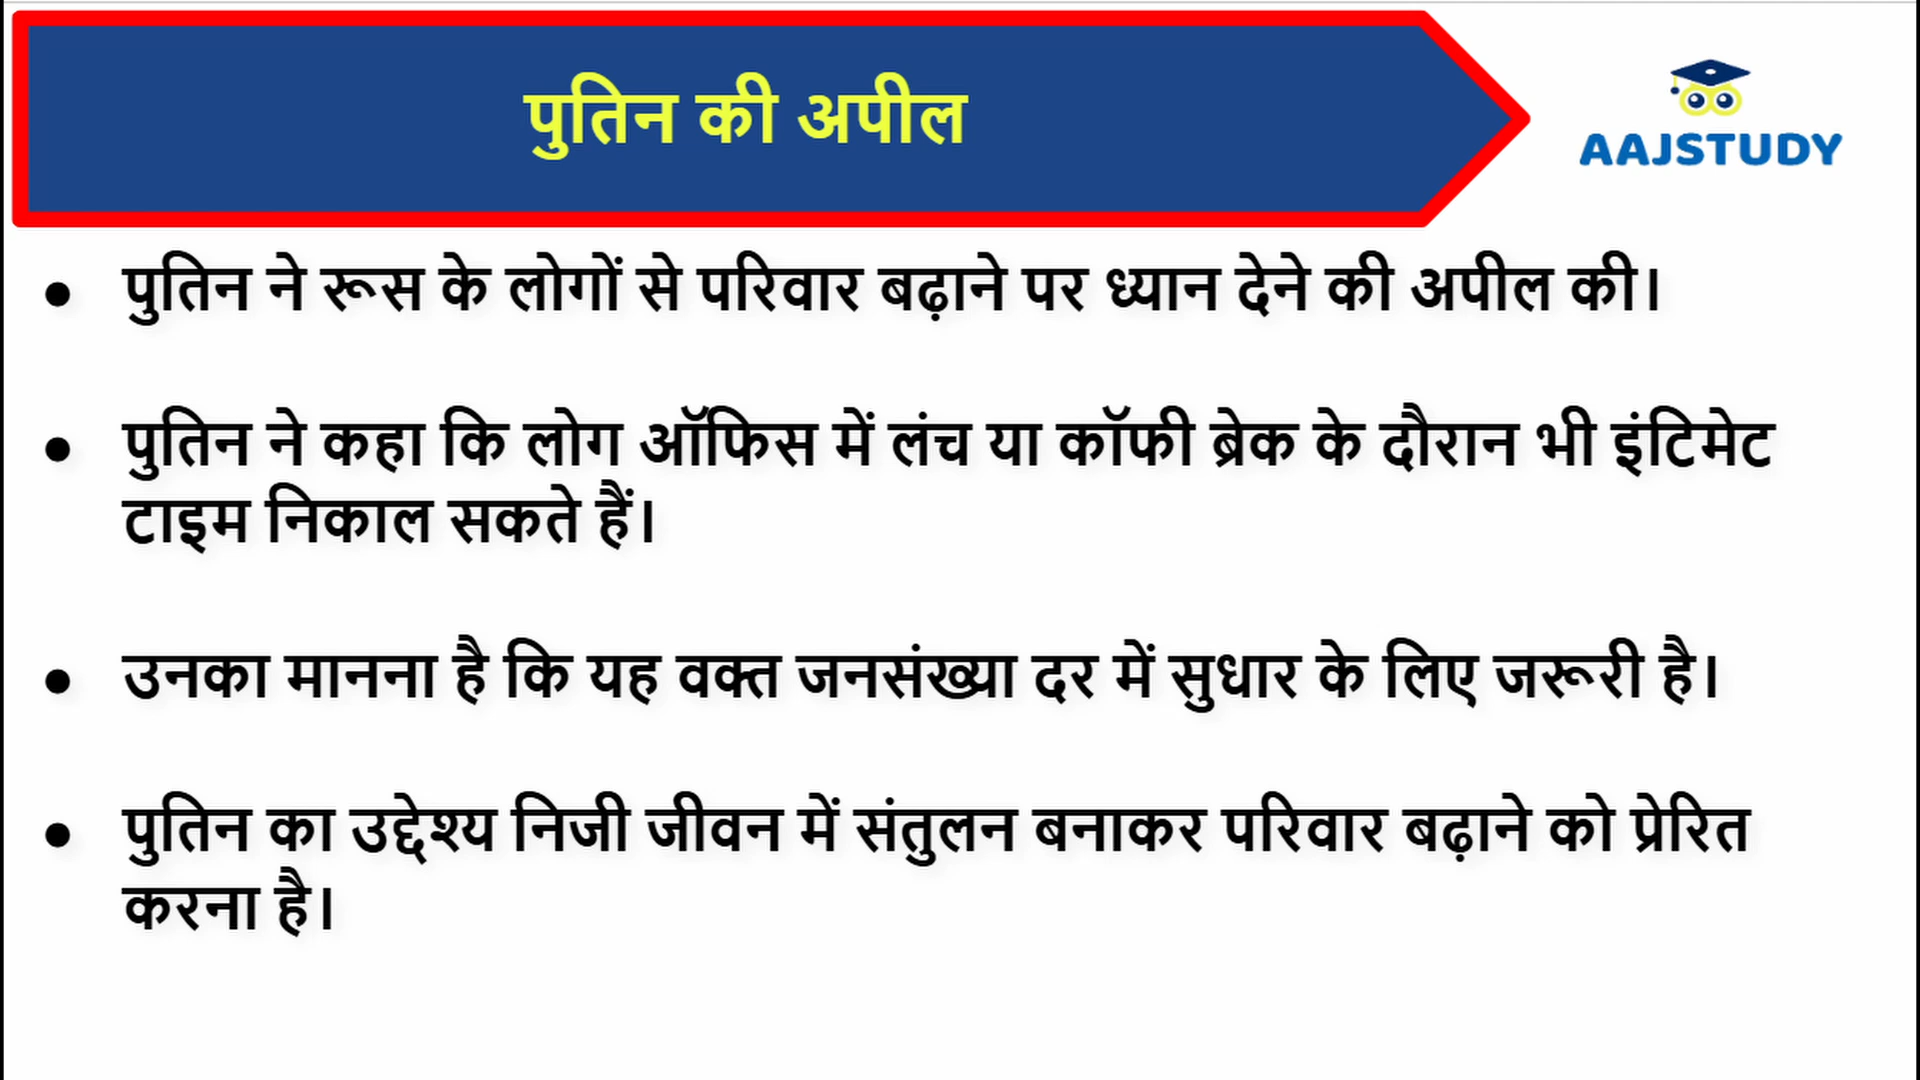 पुतिन की अपील
AAJSTUDY
• पुतिन ने रूस के लोगों से परिवार बढ़ाने पर ध्यान देने की अपील की।
• पुतिन ने कहा कि लोग ऑफिस में लंच या कॉफी ब्रेक के दौरान भी इंटिमेट
टाइम निकाल सकते हैं।
• उनका मानना है कि यह वक्त जनसंख्या दर में सुधार के लिए जरूरी है।
• पुतिन का उद्देश्य निजी जीवन में संतुलन बनाकर परिवार बढ़ाने को प्रेरित
करना है।